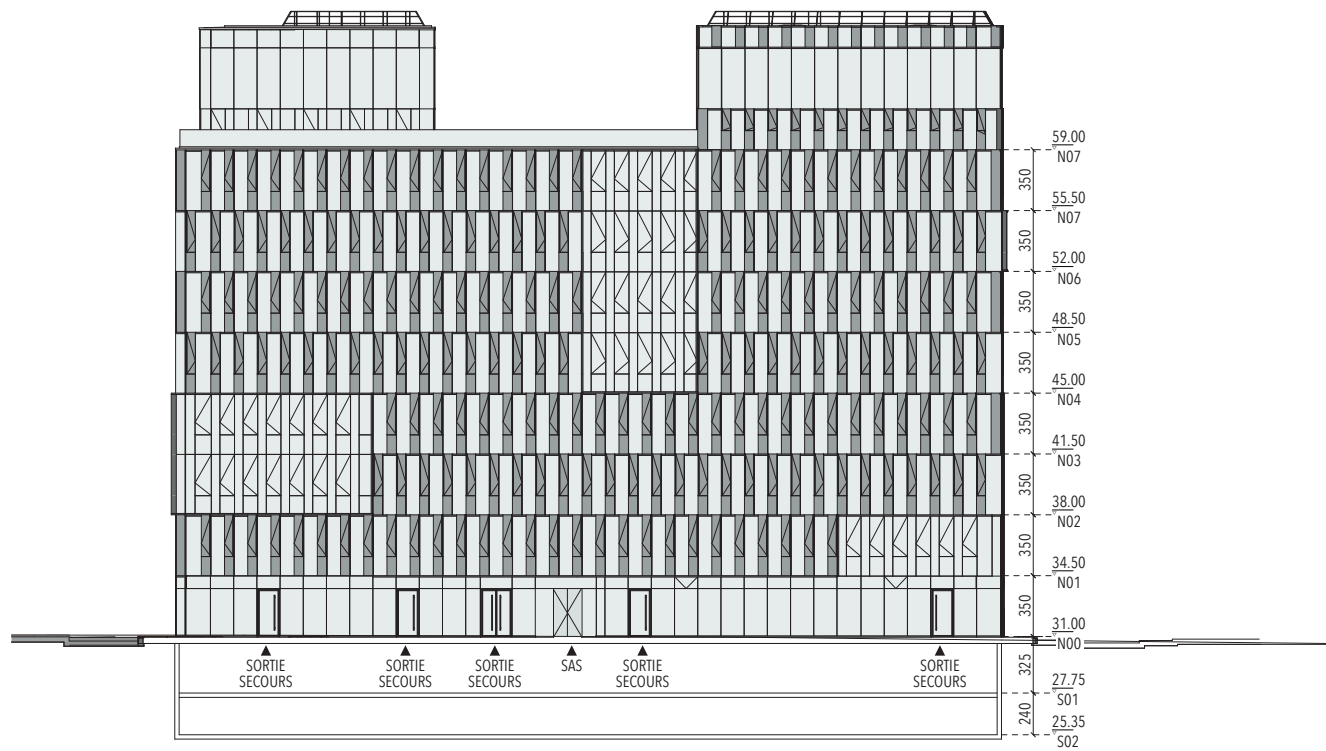 59.00
N07
350
55.50
N07
350
52.00
N06
350
48.50
N05
350
45.00
N04
350
41.50
N03
350
38.00
N02
350
34.50
N01
350
31.00
N00
SORTIE
SECOURS
SORTIE
SECOURS
SORTIE
SECOURS
SAS
SORTIE
SECOURS
SORTIE
SECOURS
325
27.75
S01
240
25.35
S02